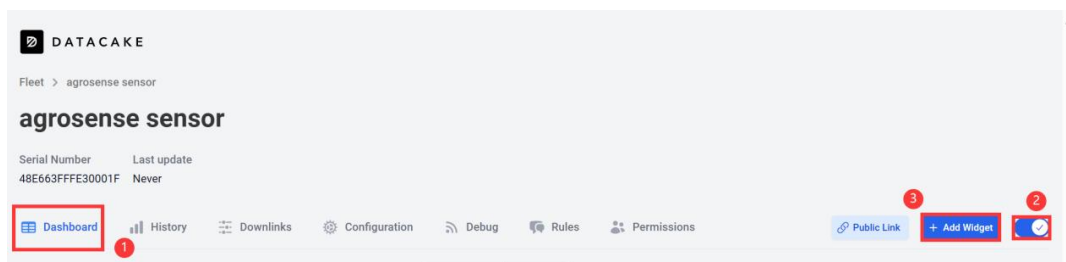 DATACAKE
Fleet > agrosense sensor
agrosense sensor
Serial Number Last update
48E663FFFE30001F Never
3 2
Dashboard History Downlinks Configuration Debug Rules Permissions Public Link + Add Widget
1